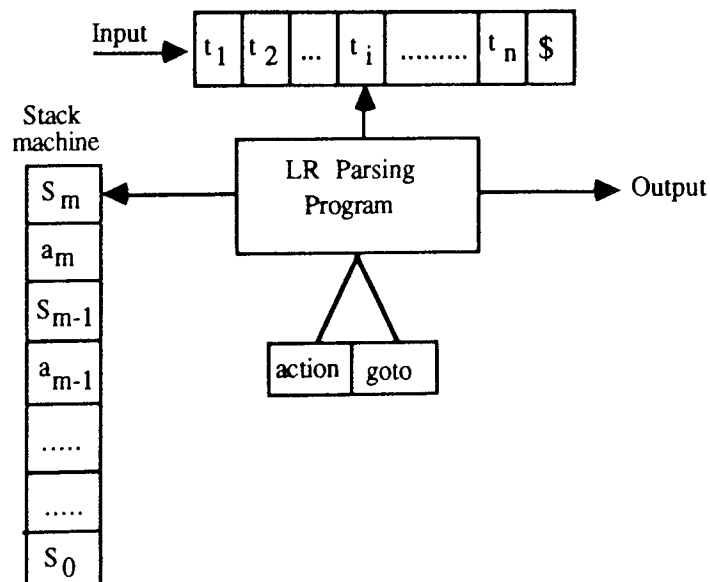 Input
t1 t2 ... ti ......... tn $
Stack
machine
LR Parsing
Program
Output
Sm
am
Sm-1
am-1
.....
.....
S0
action goto